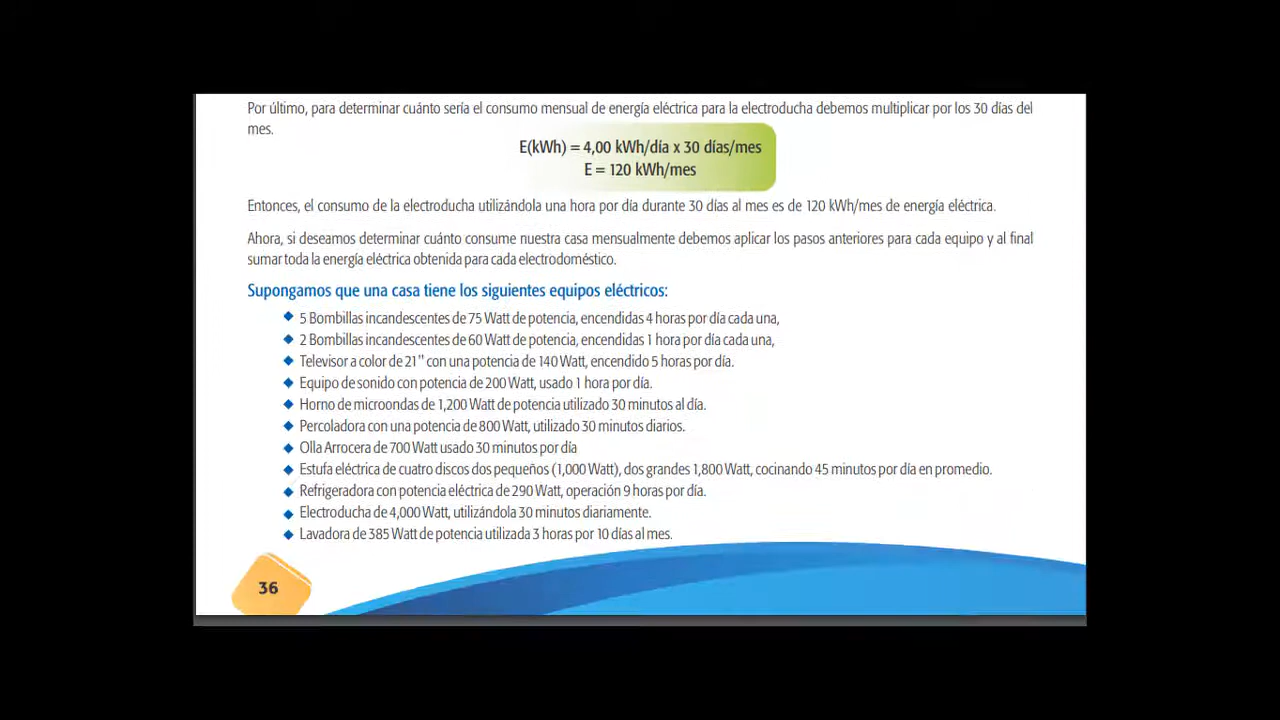 Por último, para determinar cuánto sería el consumo mensual de energía eléctrica para la electroducha debemos multiplicar por los 30 días del
mes.
E(kWh) = 4,00 kWh/día x 30 días/mes
E = 120 kWh/mes
Entonces, el consumo de la electroducha utilizándola una hora por día durante 30 días al mes es de 120 kWh/mes de energía eléctrica.
Ahora, si deseamos determinar cuánto consume nuestra casa mensualmente debemos aplicar los pasos anteriores para cada equipo y al final
sumar toda la energía eléctrica obtenida para cada electrodoméstico.
Supongamos que una casa tiene los siguientes equipos eléctricos:
◆ 5 Bombillas incandescentes de 75 Watt de potencia, encendidas 4 horas por día cada una,
◆ 2 Bombillas incandescentes de 60 Watt de potencia, encendidas 1 hora por día cada una,
◆ Televisor a color de 21" con una potencia de 140 Watt, encendido 5 horas por día.
◆ Equipo de sonido con potencia de 200 Watt, usado 1 hora por día.
◆ Horno de microondas de 1,200 Watt de potencia utilizado 30 minutos al día.
◆ Percoladora con una potencia de 800 Watt, utilizado 30 minutos diarios.
◆ Olla Arrocera de 700 Watt usado 30 minutos por día
◆ Estufa eléctrica de cuatro discos dos pequeños (1,000 Watt), dos grandes 1,800 Watt, cocinando 45 minutos por día en promedio.
◆ Refrigeradora con potencia eléctrica de 290 Watt, operación 9 horas por día.
◆ Electroducha de 4,000 Watt, utilizándola 30 minutos diariamente.
◆ Lavadora de 385 Watt de potencia utilizada 3 horas por 10 días al mes.
36